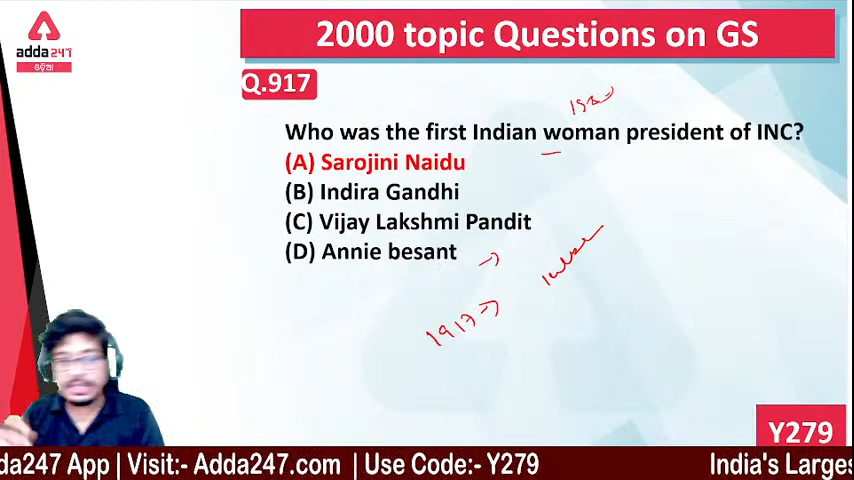 adda247
ଓଡ଼ିଆ
2000 topic Questions on GS
Q.917
Who was the first Indian woman president of INC?
(A) Sarojini Naidu
(B) Indira Gandhi
(C) Vijay Lakshmi Pandit
(D) Annie besant
1917 →
Y279
da247 App | Visit:- Adda247.com | Use Code:- Y279
India's Larges